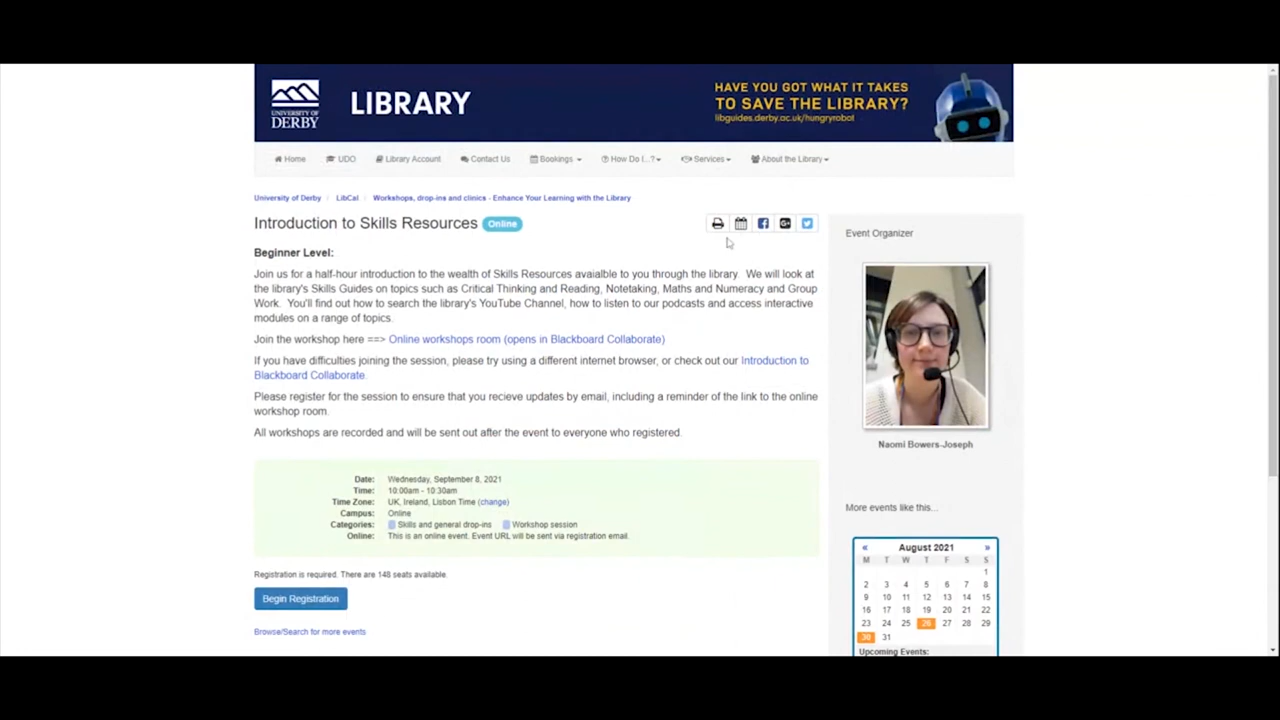 UNIVERSITY OF
DERBY
LIBRARY
HAVE YOU GOT WHAT IT TAKES
TO SAVE THE LIBRARY?
libguides.derby.ac.uk/hungryrobot
Home UDO Library Account Contact Us Bookings How Do I...? Services About the Library
University of Derby / LibCal / Workshops, drop-ins and clinics - Enhance Your Learning with the Library
Introduction to Skills Resources Online
Beginner Level:
Join us for a half-hour introduction to the wealth of Skills Resources avaialble to you through the library. We will look at
the library's Skills Guides on topics such as Critical Thinking and Reading, Notetaking, Maths and Numeracy and Group
Work. You'll find out how to search the library's YouTube Channel, how to listen to our podcasts and access interactive
modules on a range of topics.
Join the workshop here ==> Online workshops room (opens in Blackboard Collaborate)
If you have difficulties joining the session, please try using a different internet browser, or check out our Introduction to
Blackboard Collaborate.
Please register for the session to ensure that you recieve updates by email, including a reminder of the link to the online
workshop room.
All workshops are recorded and will be sent out after the event to everyone who registered.
Date: Wednesday, September 8, 2021
Time: 10:00am - 10:30am
Time Zone: UK, Ireland, Lisbon Time (change)
Campus: Online
Categories: Skills and general drop-ins Workshop session
Online: This is an online event. Event URL will be sent via registration email.
Registration is required. There are 148 seats available.
Begin Registration
Browse/Search for more events
Event Organizer
Naomi Bowers-Joseph
More events like this...
« August 2021 »
M T W T F S S
1
2 3 4 5 6 7 8
9 10 11 12 13 14 15
16 17 18 19 20 21 22
23 24 25 26 27 28 29
30 31
Upcoming Events: